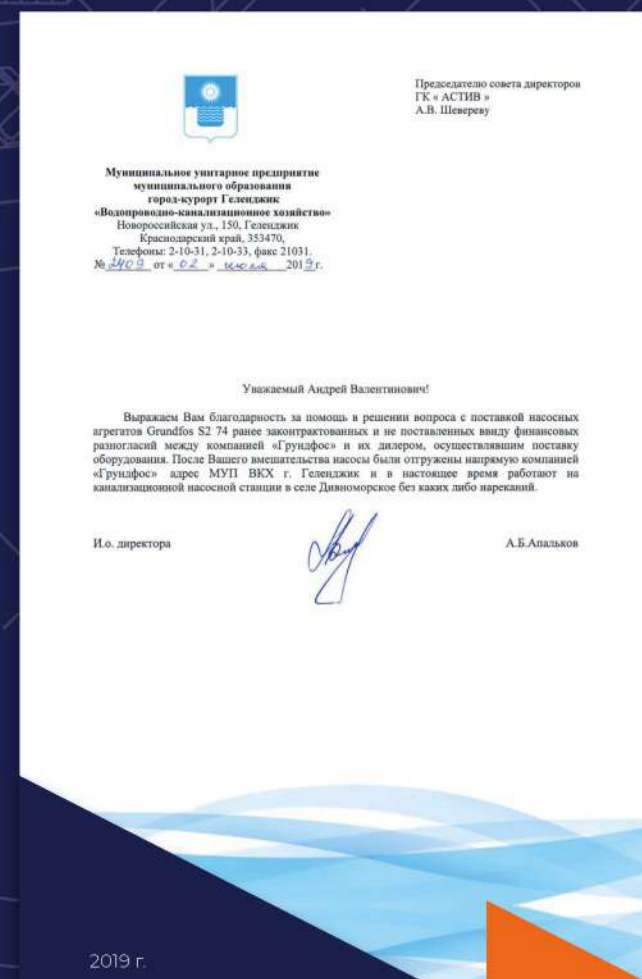 Председателю совета директоров
ГК « АСТИВ »
А.В. Шевереву
Муниципальное унитарное предприятие
муниципального образования
город-курорт Геленджик
«Водопроводно-канализационное хозяйство»
Новороссийская ул., 150, Геленджик
Краснодарский край, 353470,
Телефоны: 2-10-31, 2-10-33, факс 21031.
№ 2409 от « 02 » июля 2019 г.
Уважаемый Андрей Валентинович!
Выражаем Вам благодарность за помощь в решении вопроса с поставкой насосных
агрегатов Grundfos S2 74 ранее законтрактованных и не поставленных ввиду финансовых
разногласий между компанией «Грундфос» и их дилером, осуществлявшим поставку
оборудования. После Вашего вмешательства насосы были отгружены напрямую компанией
«Грундфос» адрес МУП ВКХ г. Геленджик и в настоящее время работают на
канализационной насосной станции в селе Дивноморское без каких либо нареканий.
И.о. директора
А.Б.Апальков
2019 г.